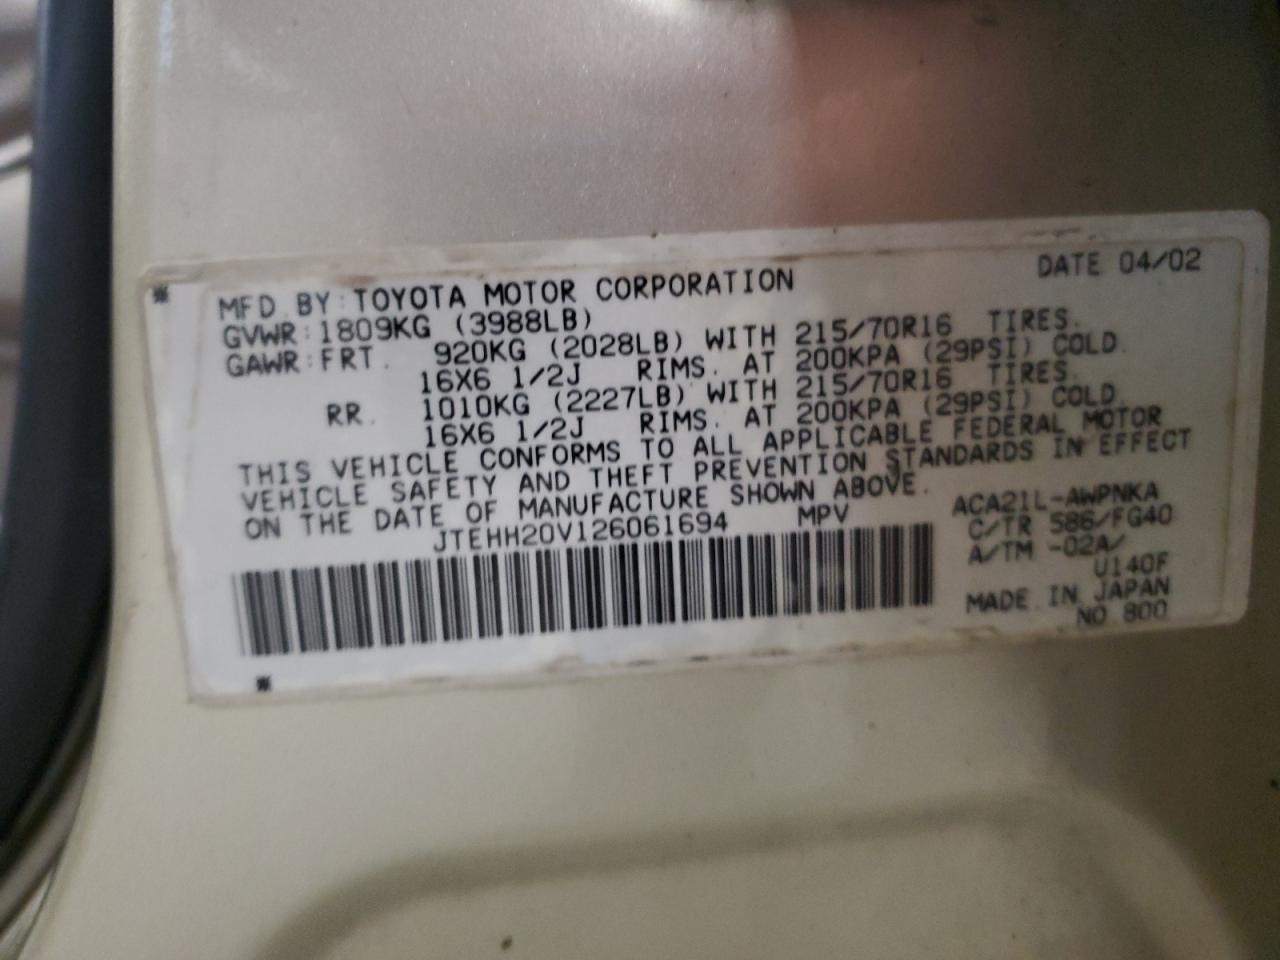 DATE 04/02
MFD. BY: TOYOTA MOTOR CORPORATION
GVWR: 1809KG (3988LB)
GAWR: FRT. 920KG (2028LB) WITH 215/70R16 TIRES.
16X6 1/2J RIMS. AT 200KPA (29PSI) COLD.
RR. 1010KG (2227LB) WITH 215/70R16 TIRES.
16X6 1/2J RIMS. AT 200KPA (29PSI) COLD.
THIS VEHICLE CONFORMS TO ALL APPLICABLE FEDERAL MOTOR
VEHICLE SAFETY AND THEFT PREVENTION STANDARDS IN EFFECT
ON THE DATE OF MANUFACTURE SHOWN ABOVE.
JTEHH20V126061694 MPV
ACA21L-AWPNKA
C/TR 586/FG40
A/TM -02A/
U140F
MADE IN JAPAN
NO 800